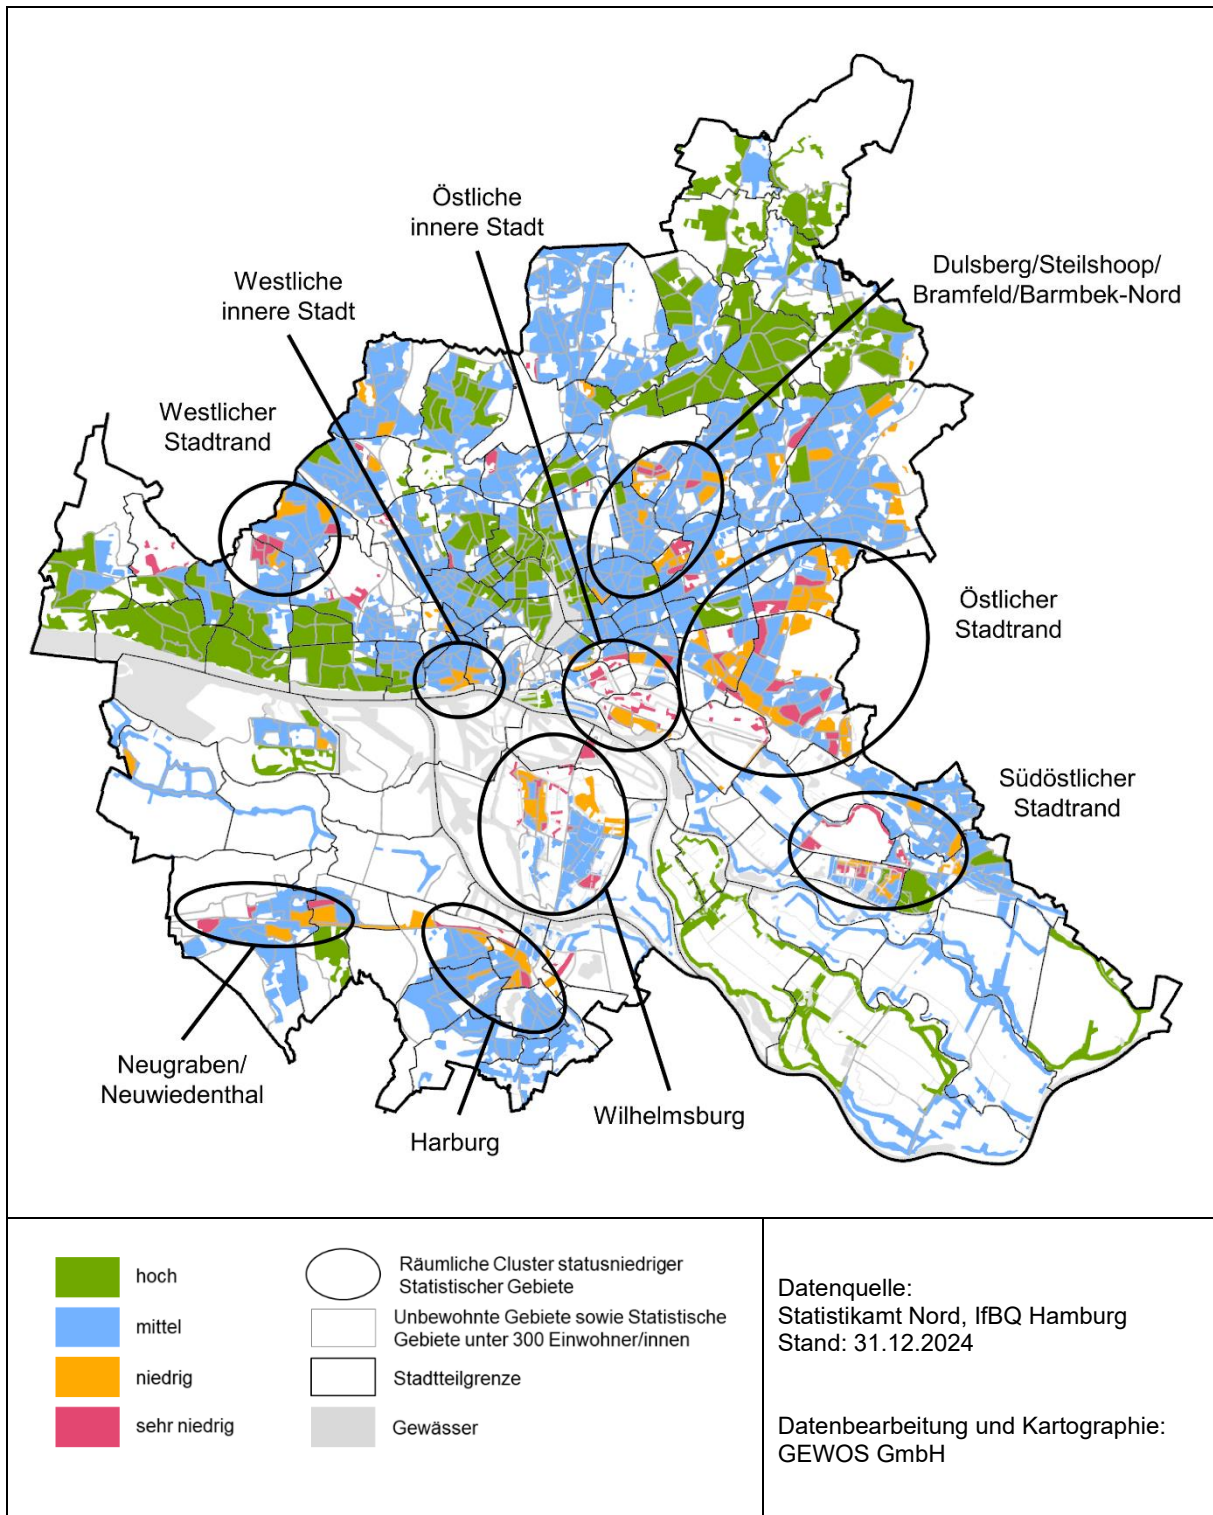 Östliche
innere Stadt
Westliche
innere Stadt
Dulsberg/Steilshoop/
Bramfeld/Barmbek-Nord
Westlicher
Stadtrand
Östlicher
Stadtrand
Südöstlicher
Stadtrand
Neugraben/
Neuwiedenthal
Harburg
Wilhelmsburg
hoch
mittel
niedrig
sehr niedrig
Räumliche Cluster statusniedriger
Statistischer Gebiete
Unbewohnte Gebiete sowie Statistische
Gebiete unter 300 Einwohner/innen
Stadtteilgrenze
Gewässer
Datenquelle:
Statistikamt Nord, IfBQ Hamburg
Stand: 31.12.2024
Datenbearbeitung und Kartographie:
GEWOS GmbH